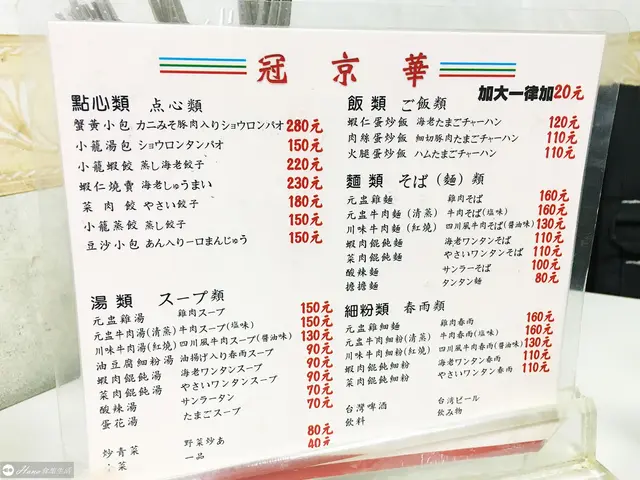 冠京華
點心類 点心類
蟹黃小包 カニみそ豚肉入りショウロンパオ 280元
小籠湯包 ショウロンタンパオ 150元
小籠蝦餃 蒸し海老餃子 220元
蝦仁燒賣 海老しゅうまい 230元
菜肉餃 やさい餃子 180元
小籠蒸餃 蒸し餃子 150元
豆沙小包 あん入り一口まんじゅう 150元
湯類 スープ類
元盅雞湯 雞肉スープ 150元
元盅牛肉湯(清蒸) 牛肉スープ(塩味) 150元
川味牛肉湯(紅燒) 四川風牛肉スープ(醬油味) 130元
油豆腐細粉湯 油揚げ入り春雨スープ 90元
蝦肉餛飩湯 海老ワンタンスープ 90元
菜肉餛飩湯 やさいワンタンスープ 90元
酸辣湯 サンラータン 70元
蛋花湯 たまごスープ 70元
炒青菜 野菜炒め 80元
小菜 一品 40元
飯類 ご飯類 加大一律加20元
蝦仁蛋炒飯 海老たまごチャーハン 120元
肉絲蛋炒飯 細切豚肉たまごチャーハン 110元
火腿蛋炒飯 ハムたまごチャーハン 110元
麵類 そば(麵)類
元盅雞麵 雞肉そば 160元
元盅牛肉麵(清蒸) 牛肉そば(塩味) 160元
川味牛肉麵(紅燒) 四川風牛肉そば(醬油味) 130元
蝦肉餛飩麵 海老ワンタンそば 110元
菜肉餛飩麵 やさいワンタンそば 110元
酸辣麵 サンラーそば 100元
擔擔麵 タンタン麵 80元
細粉類 春雨類
元盅雞細麵 雞肉春雨 160元
元盅牛肉細粉(清蒸) 牛肉春雨(塩味) 160元
川味牛肉細粉(紅燒) 四川風牛肉春雨(醬油味) 130元
蝦肉餛飩細粉 海老ワンタン春雨 110元
菜肉餛飩細粉 やさいワンタン春雨 110元
台灣啤酒 台湾ビール
飲料 飲み物